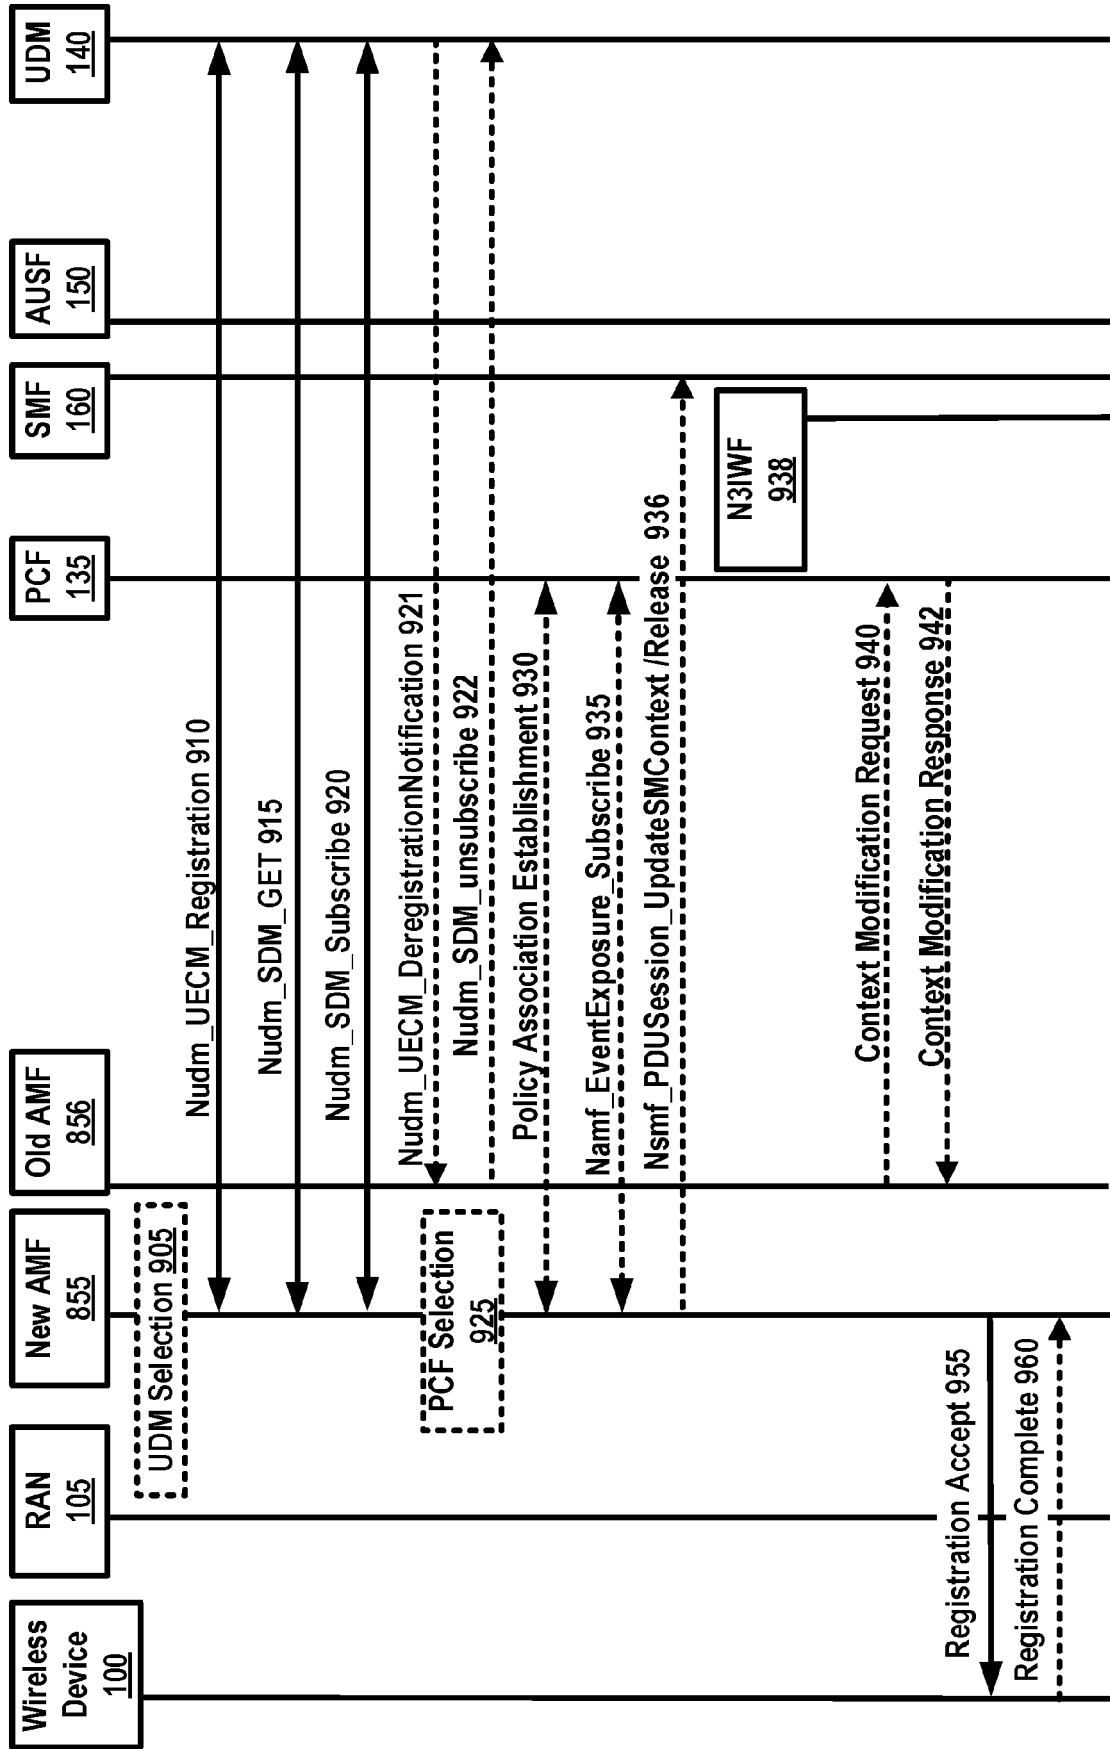 Wireless
Device
100
RAN
105
New AMF
855
Old AMF
856
PCF
135
SMF
160
AUSF
150
UDM
140
UDM Selection 905
Nudm_UECM_Registration 910
Nudm_SDM_GET 915
Nudm_SDM_Subscribe 920
Nudm_UECM_DeregistrationNotification 921
Nudm_SDM_unsubscribe 922
PCF Selection
925
Policy Association Establishment 930
Namf_EventExposure_Subscribe 935
Nsmf_PDUSession_UpdateSMContext /Release 936
N3IWF
938
Context Modification Request 940
Context Modification Response 942
Registration Accept 955
Registration Complete 960